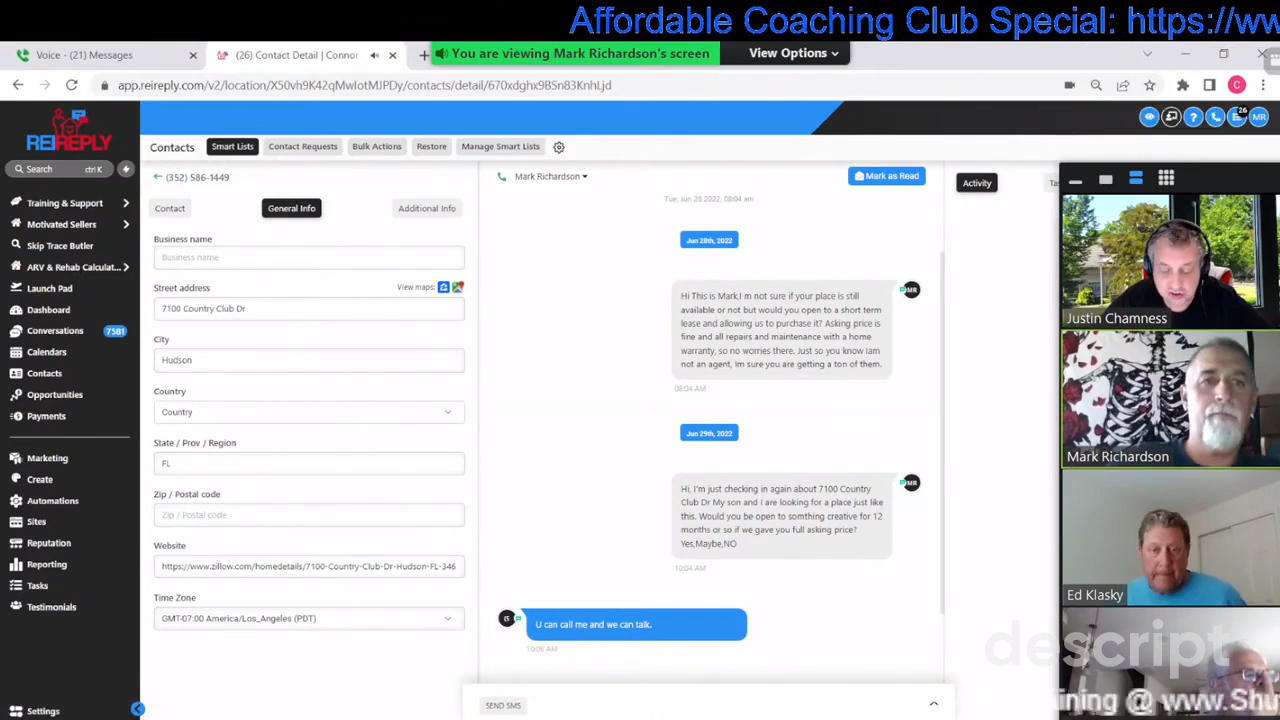 Affordable Coaching Club Special: https://ww
Voice - (21) Messages
(26) Contact Detail | Connor
You are viewing Mark Richardson's screen
View Options
app.reireply.com/v2/location/X50vh9K42qMwIotMJPDy/contacts/detail/670xdghx9BSn83KnhLjd
C
REIREPLY
Contacts
Smart Lists
Contact Requests
Bulk Actions
Restore
Manage Smart Lists
26
MR
Search
ctrl K
Training & Support
Motivated Sellers
Skip Trace Butler
ARV & Rehab Calculat...
Launch Pad
Dashboard
Conversations
7581
Calendars
Contacts
Opportunities
Payments
Marketing
Create
Automations
Sites
Reputation
Reporting
Tasks
Testimonials
Settings
(352) 586-1449
Contact
General Info
Additional Info
Business name
Business name
Street address
View maps:
7100 Country Club Dr
City
Hudson
Country
Country
State / Prov / Region
FL
Zip / Postal code
Zip / Postal code
Website
https://www.zillow.com/homedetails/7100-Country-Club-Dr-Hudson-FL-346
Time Zone
GMT-07:00 America/Los_Angeles (PDT)
Mark Richardson
Mark as Read
Tue, Jun 28 2022, 08:04 am
Jun 28th, 2022
Hi This is Mark,I m not sure if your place is still
available or not but would you open to a short term
lease and allowing us to purchase it? Asking price is
fine and all repairs and maintenance with a home
warranty, so no worries there. Just so you know Iam
not an agent, Im sure you are getting a ton of them.
MR
08:04 AM
Jun 29th, 2022
Hi, I'm just checking in again about 7100 Country
Club Dr My son and I are looking for a place just like
this. Would you be open to somthing creative for 12
months or so if we gave you full asking price?
Yes,Maybe,NO
MR
10:04 AM
U can call me and we can talk.
10:06 AM
SEND SMS
Activity
Justin Chamness
Mark Richardson
Ed Klasky
descript
ining @ www.Shu